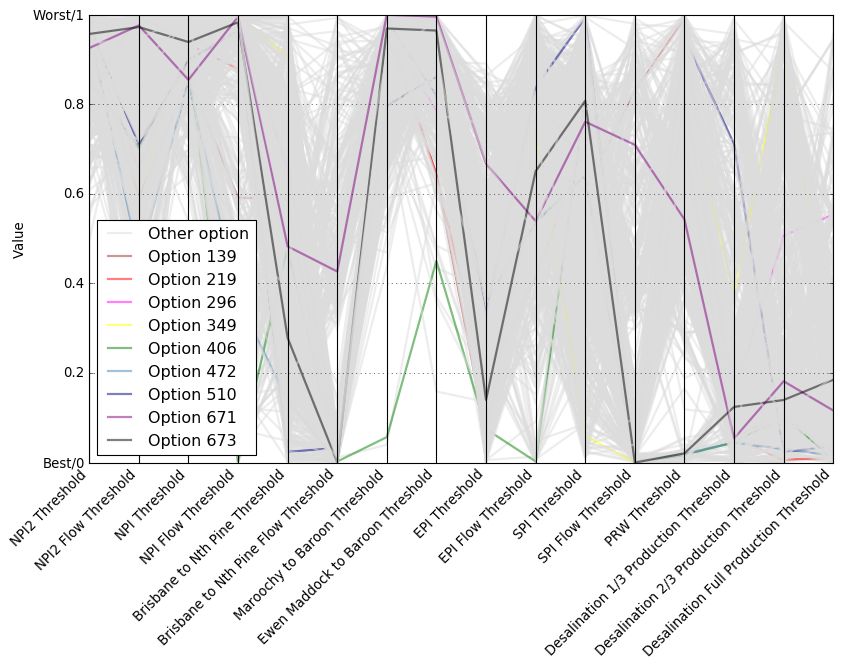 Worst/1
0.8
0.6
0.4
0.2
Best/0
Value
Other option
Option 139
Option 219
Option 296
Option 349
Option 406
Option 472
Option 510
Option 671
Option 673
NPI2 Threshold
NPI2 Flow Threshold
NPI Threshold
NPI Flow Threshold
Brisbane to Nth Pine Threshold
Brisbane to Nth Pine Flow Threshold
Maroochy to Baroon Threshold
Ewen Maddock to Baroon Threshold
EPI Threshold
EPI Flow Threshold
SPI Threshold
SPI Flow Threshold
PRW Threshold
Desalination 1/3 Production Threshold
Desalination 2/3 Production Threshold
Desalination Full Production Threshold